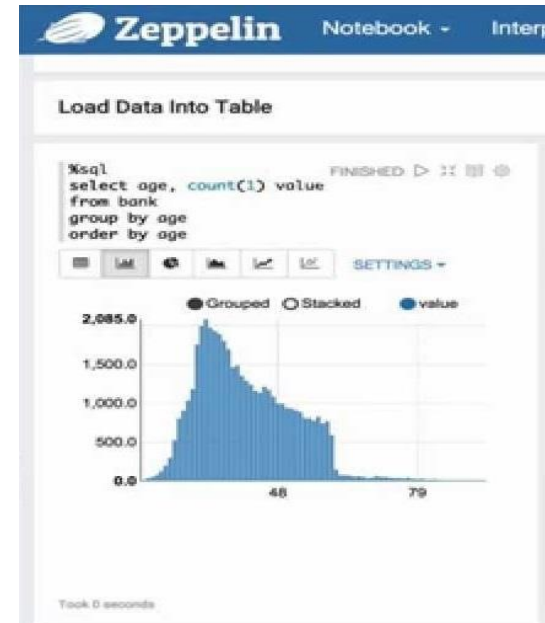 Zeppelin Notebook Interp
Load Data Into Table
%sql FINISHED
select age, count(1) value
from bank
group by age
order by age
SETTINGS
Grouped Stacked value
2,085.0
1,500.0
1,000.0
500.0
0.0
48 79
Took 0 seconds